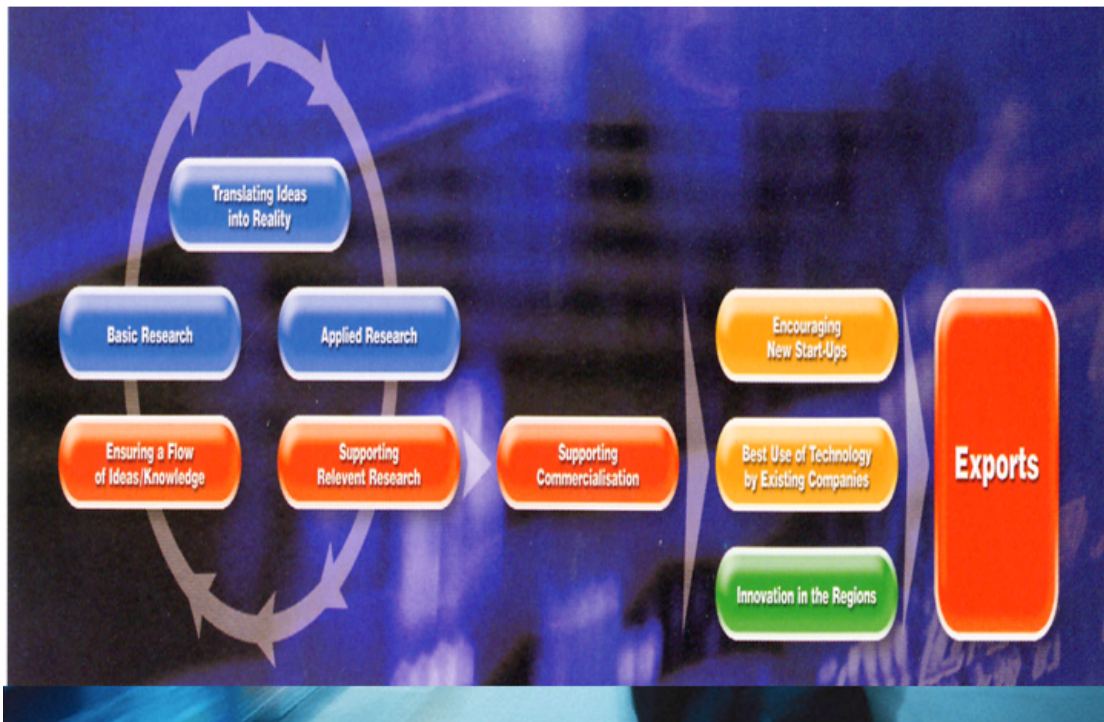 Translating Ideas
into Reality
Basic Research
Applied Research
Ensuring a Flow
of Ideas/Knowledge
Supporting
Relevent Research
Supporting
Commercialisation
Encouraging
New Start-Ups
Best Use of Technology
by Existing Companies
Innovation in the Regions
Exports